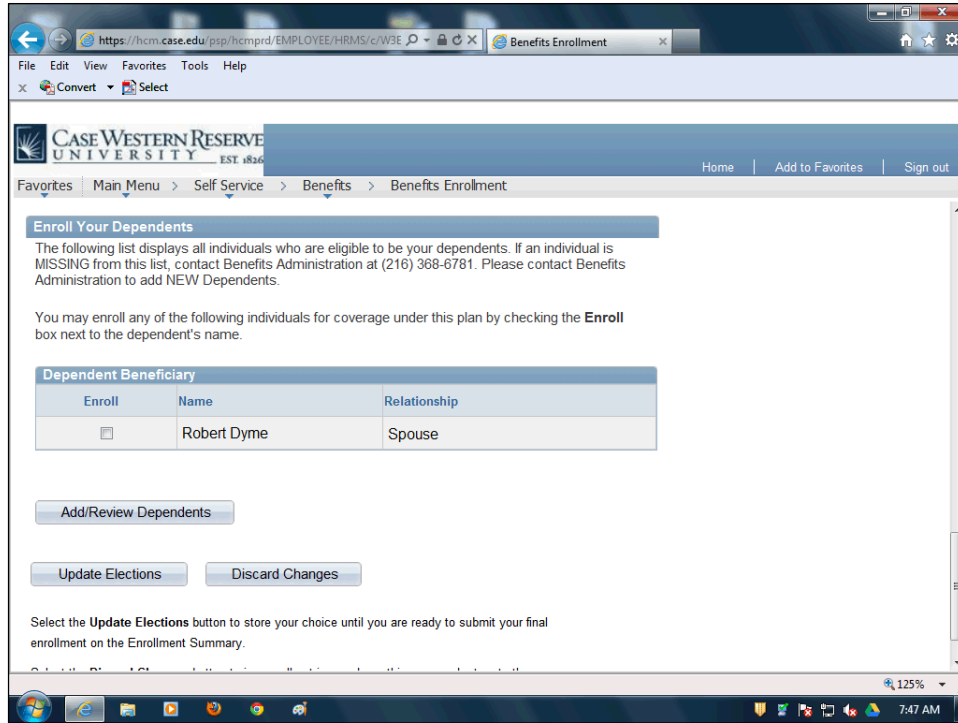 https://hcm.case.edu/psp/hcmprd/EMPLOYEE/HRMS/c/W3E
Benefits Enrollment
File Edit View Favorites Tools Help
x Convert Select
CASE WESTERN RESERVE
UNIVERSITY EST. 1826
Home | Add to Favorites | Sign out
Favorites Main Menu > Self Service > Benefits > Benefits Enrollment
Enroll Your Dependents
The following list displays all individuals who are eligible to be your dependents. If an individual is
MISSING from this list, contact Benefits Administration at (216) 368-6781. Please contact Benefits
Administration to add NEW Dependents.
You may enroll any of the following individuals for coverage under this plan by checking the Enroll
box next to the dependent's name.
Dependent Beneficiary
Enroll Name Relationship
Robert Dyme Spouse
Add/Review Dependents
Update Elections Discard Changes
Select the Update Elections button to store your choice until you are ready to submit your final
enrollment on the Enrollment Summary.
125%
7:47 AM